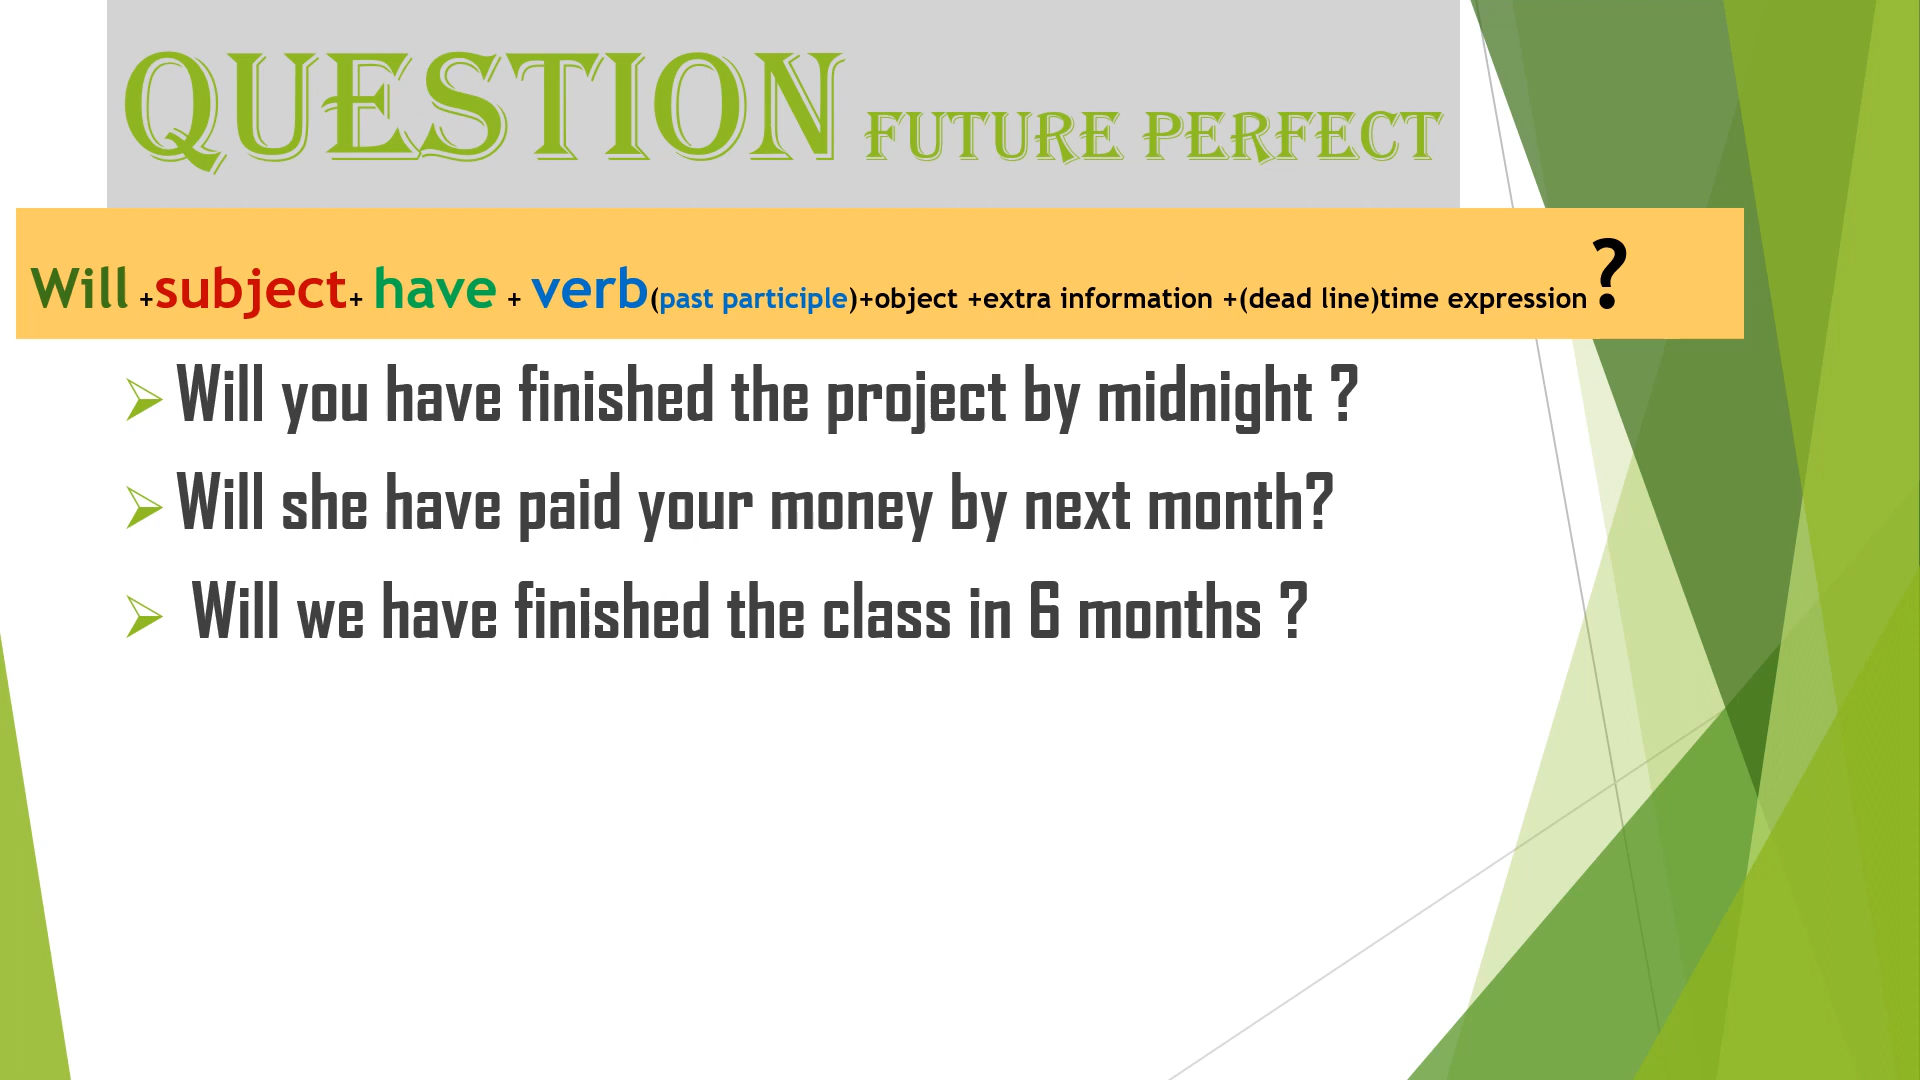 QUESTION FUTURE PERFECT
Will +subject+ have + verb(past participle)+object +extra information +(dead line)time expression?
Will you have finished the project by midnight ?
Will she have paid your money by next month?
Will we have finished the class in 6 months ?